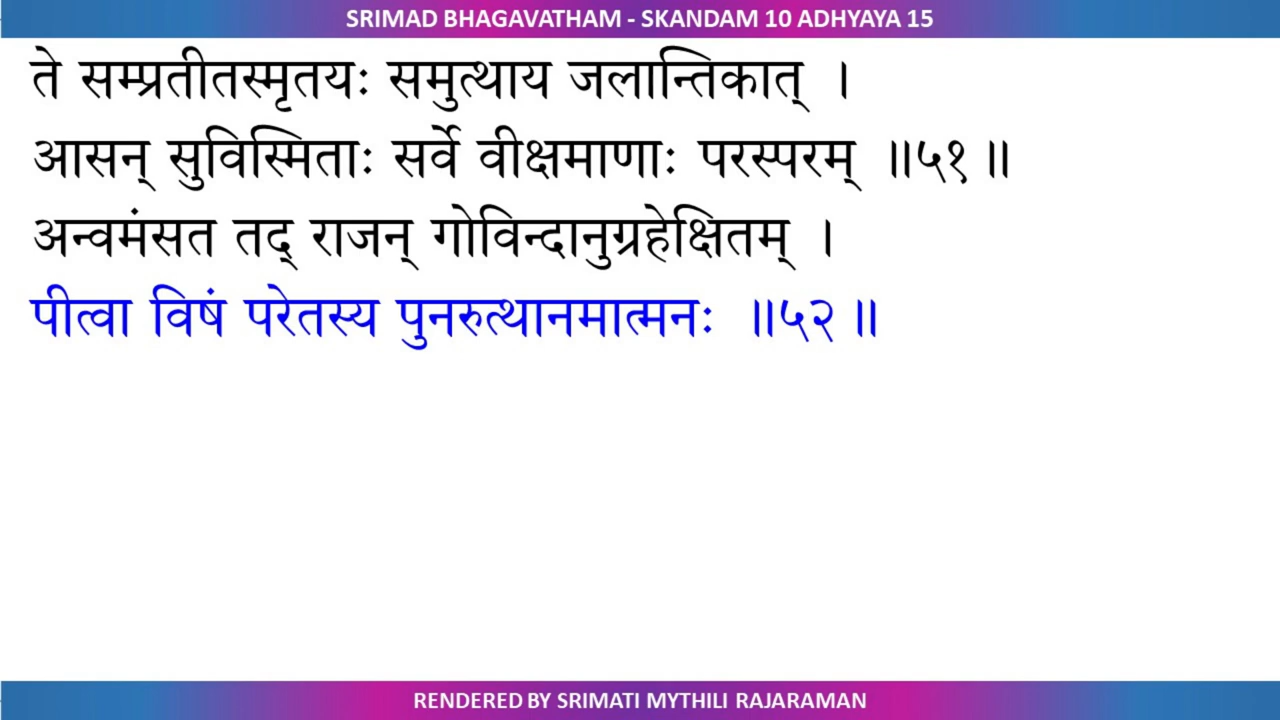 SRIMAD BHAGAVATHAM - SKANDAM 10 ADHYAYA 15
ते सम्प्रतीतस्मृतयः समुत्थाय जलान्तिकात् ।
आसन् सुविस्मिताः सर्वे वीक्षमाणाः परस्परम् ॥५१॥
अन्वमंसत तद् राजन् गोविन्दानुग्रहेक्षितम् ।
पीत्वा विषं परेतस्य पुनरुत्थानमात्मनः ॥५२॥
RENDERED BY SRIMATI MYTHILI RAJARAMAN